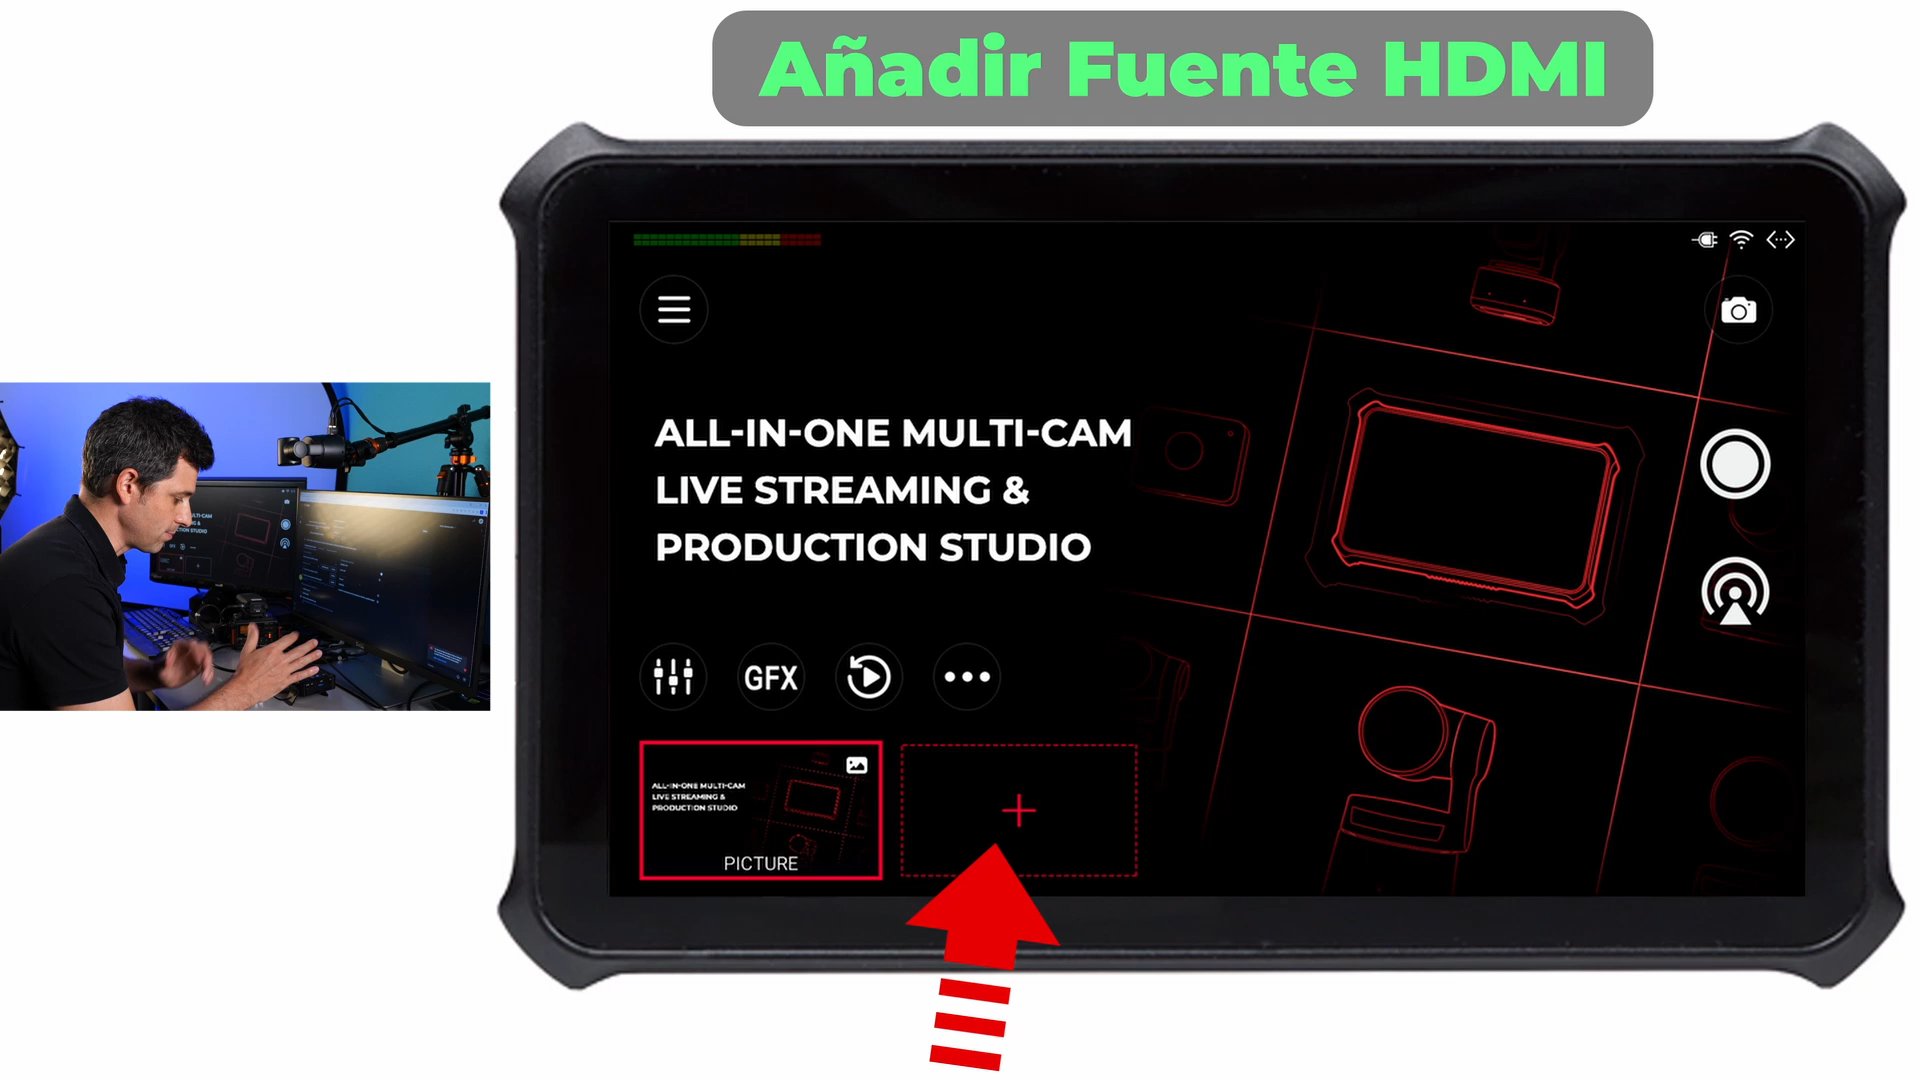 Añadir Fuente HDMI
ALL-IN-ONE MULTI-CAM
LIVE STREAMING &
PRODUCTION STUDIO
GFX
ALL-IN-ONE MULTI-CAM
LIVE STREAMING &
PRODUCTION STUDIO
PICTURE